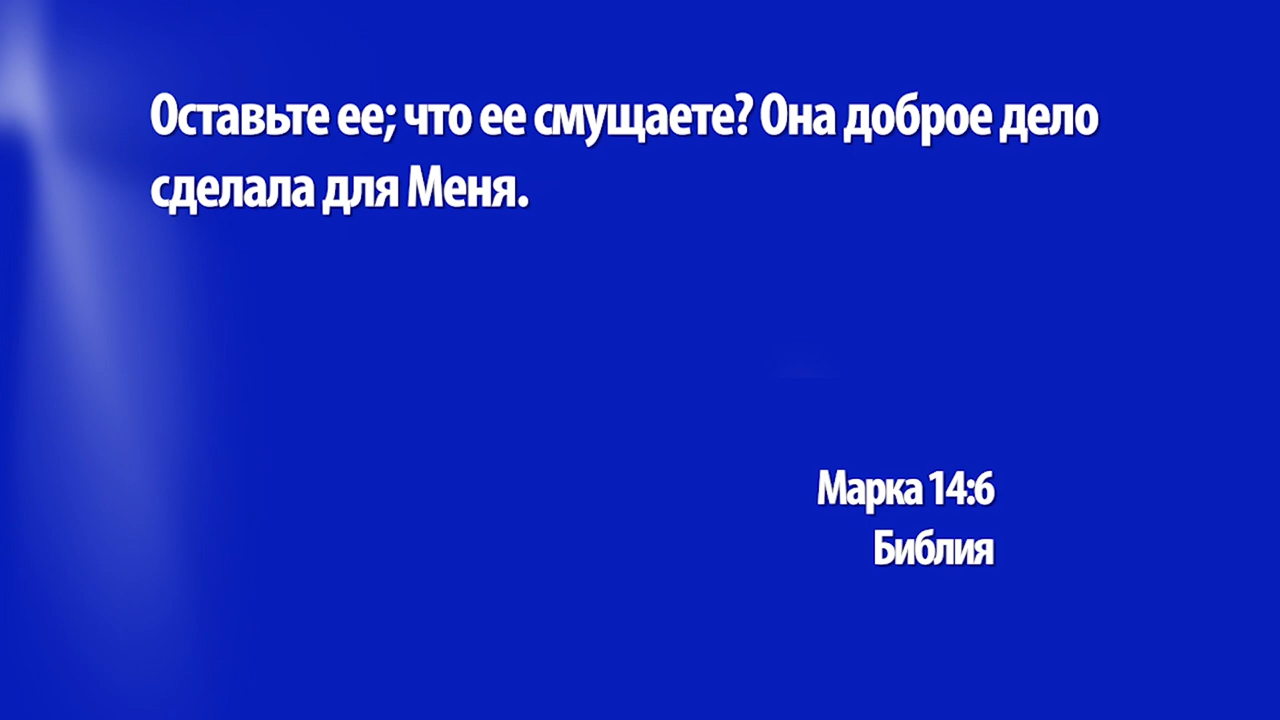 Оставьте ее; что ее смущаете? Она доброе дело
сделала для Меня.
Марка 14:6
Библия